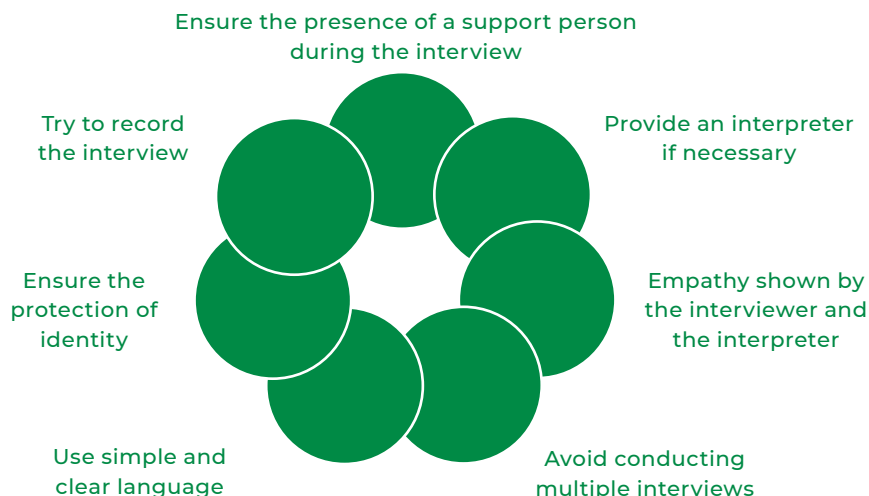 Ensure the presence of a support person
during the interview
Provide an interpreter
if necessary
Empathy shown by
the interviewer and
the interpreter
Avoid conducting
multiple interviews
Use simple and
clear language
Ensure the
protection of
identity
Try to record
the interview